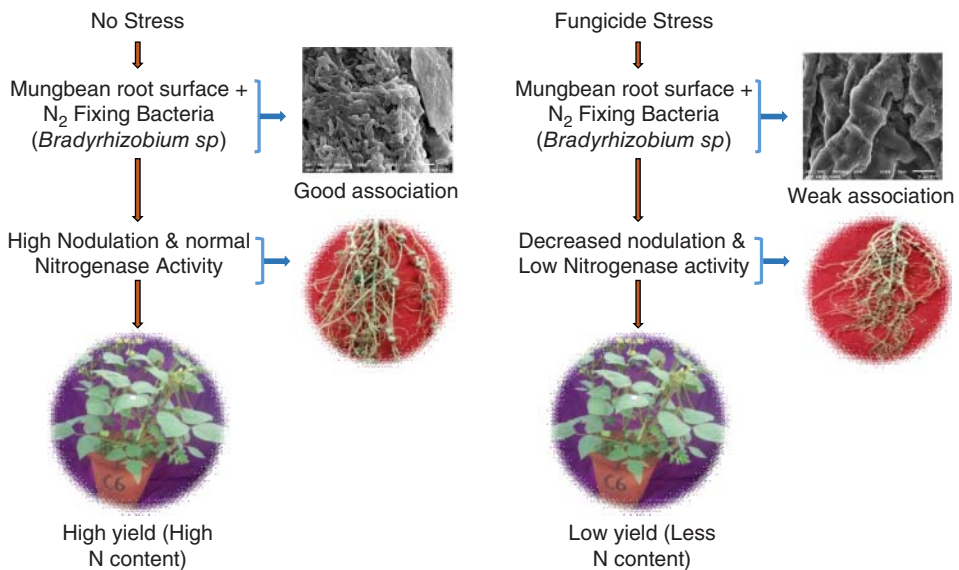 No Stress
Mungbean root surface +
N₂ Fixing Bacteria
(Bradyrhizobium sp)
Good association
High Nodulation & normal
Nitrogenase Activity
C6
High yield (High
N content)
Fungicide Stress
Mungbean root surface +
N₂ Fixing Bacteria
(Bradyrhizobium sp)
Weak association
Decreased nodulation &
Low Nitrogenase activity
C6
Low yield (Less
N content)